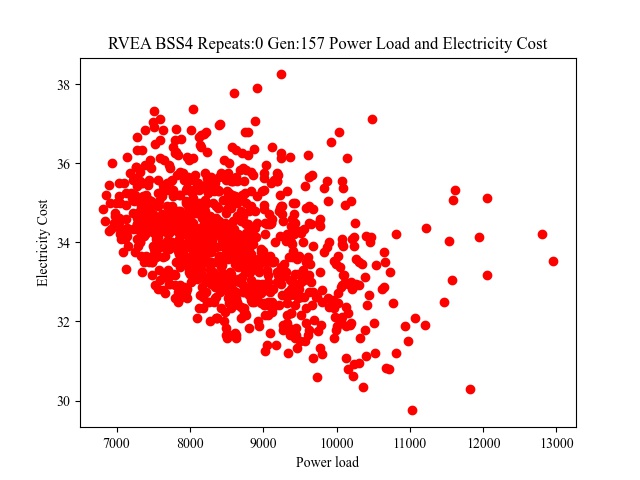 RVEA BSS4 Repeats:0 Gen:157 Power Load and Electricity Cost
38
36
34
32
30
Electricity Cost
7000 8000 9000 10000 11000 12000 13000
Power load